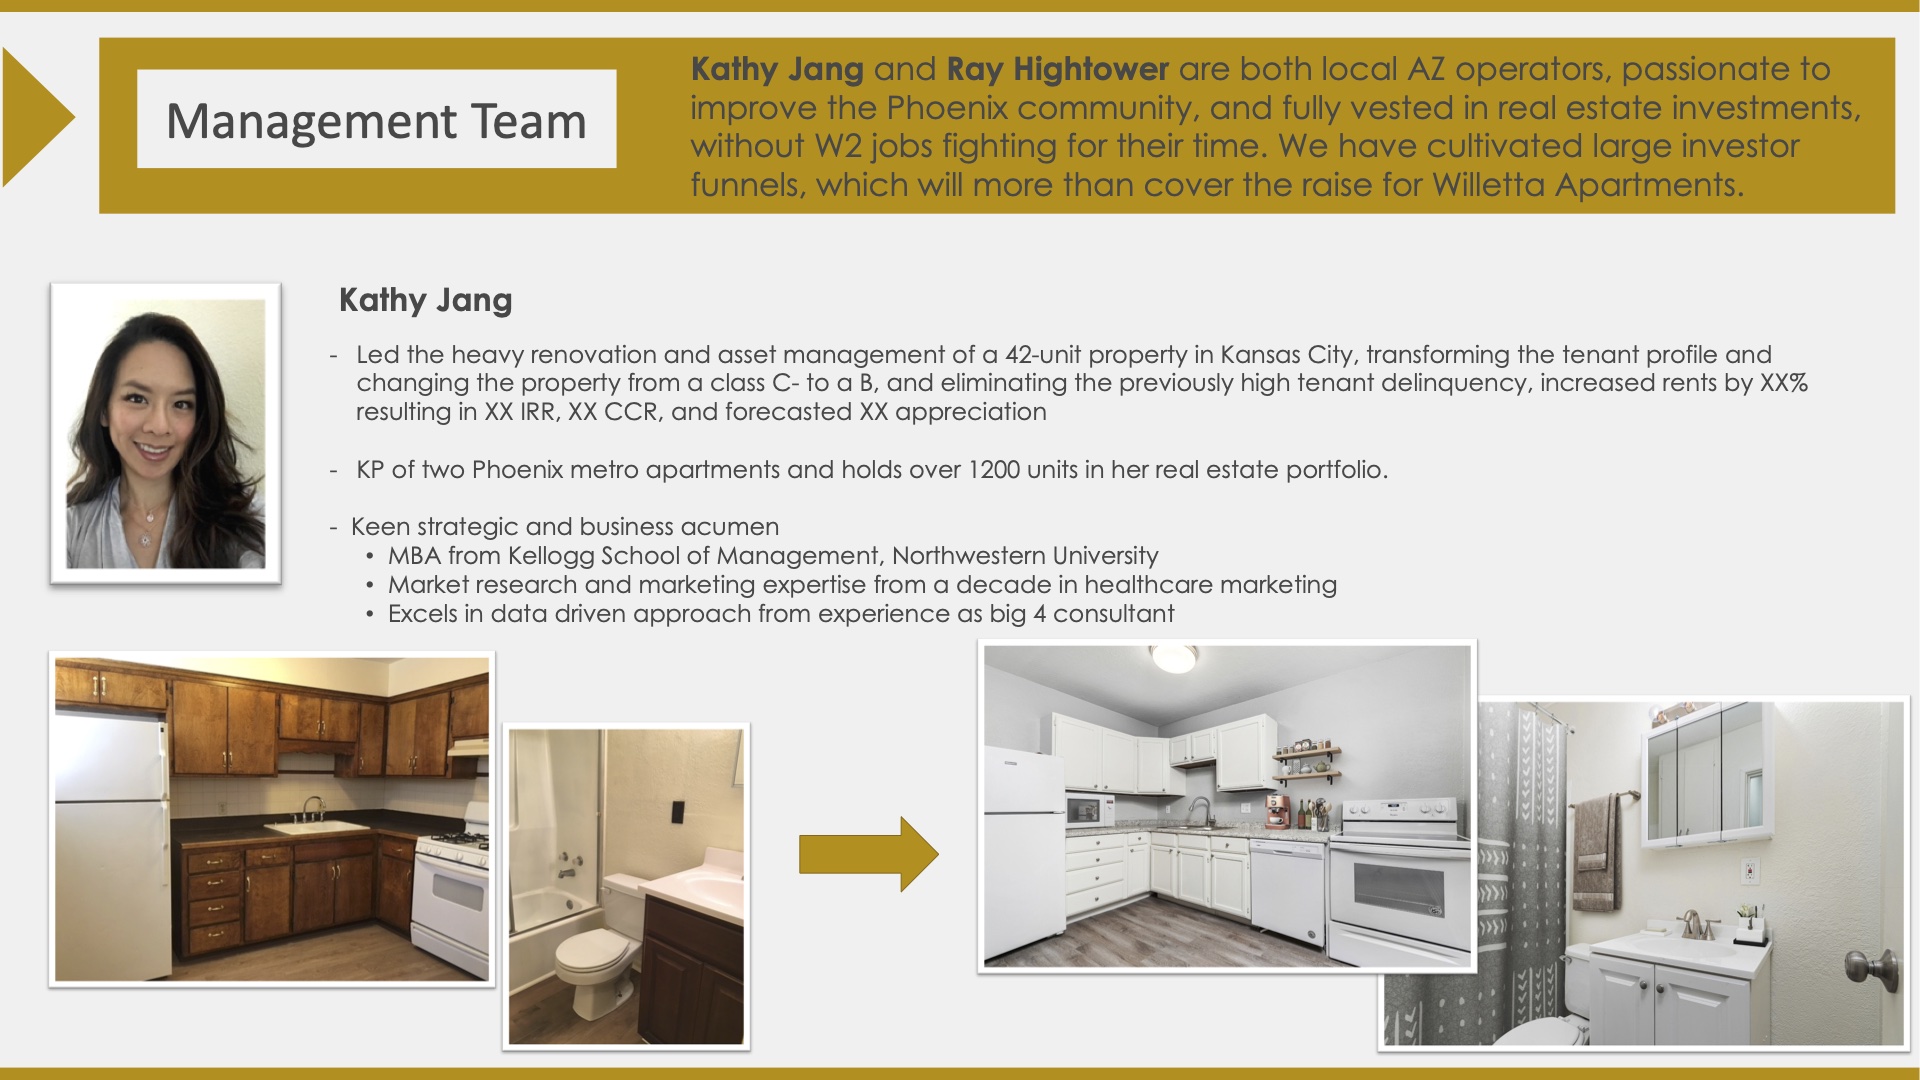 Management Team
Kathy Jang and Ray Hightower are both local AZ operators, passionate to
improve the Phoenix community, and fully vested in real estate investments,
without W2 jobs fighting for their time. We have cultivated large investor
funnels, which will more than cover the raise for Willetta Apartments.
Kathy Jang
- Led the heavy renovation and asset management of a 42-unit property in Kansas City, transforming the tenant profile and
changing the property from a class C- to a B, and eliminating the previously high tenant delinquency, increased rents by XX%
resulting in XX IRR, XX CCR, and forecasted XX appreciation
- KP of two Phoenix metro apartments and holds over 1200 units in her real estate portfolio.
- Keen strategic and business acumen
• MBA from Kellogg School of Management, Northwestern University
• Market research and marketing expertise from a decade in healthcare marketing
• Excels in data driven approach from experience as big 4 consultant